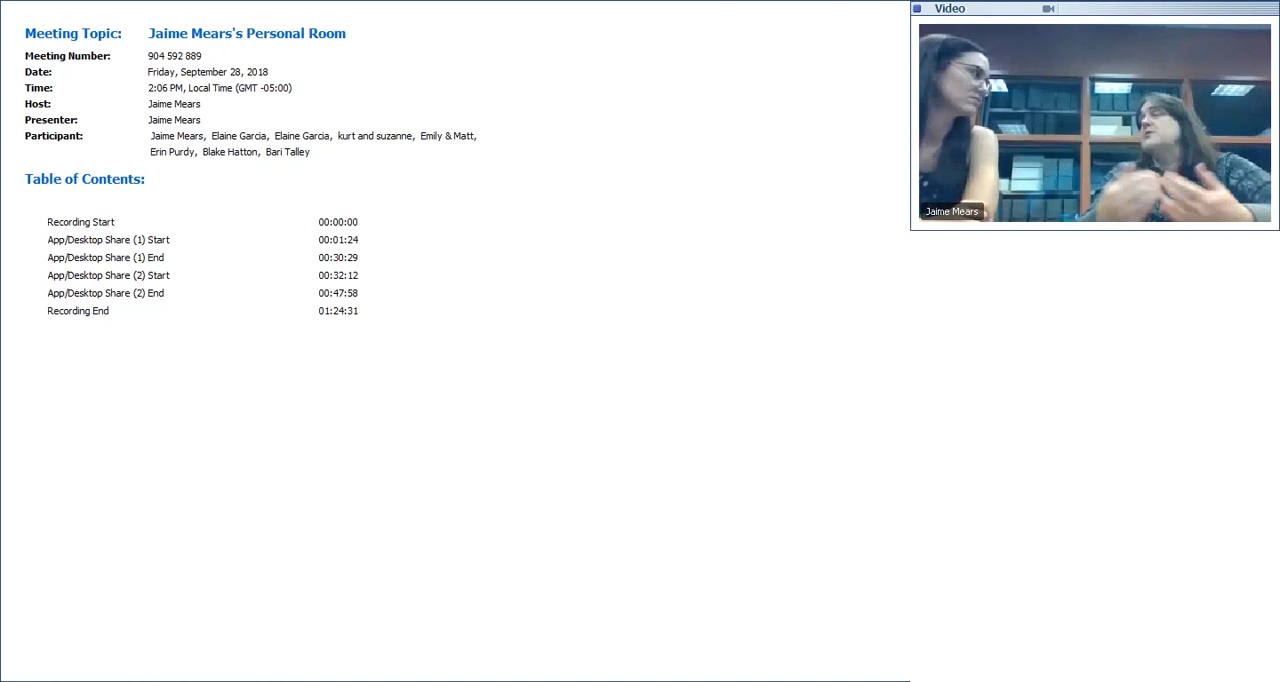 Meeting Topic: Jaime Mears's Personal Room
Meeting Number: 904 592 889
Date: Friday, September 28, 2018
Time: 2:06 PM, Local Time (GMT -05:00)
Host: Jaime Mears
Presenter: Jaime Mears
Participant: Jaime Mears, Elaine Garcia, Elaine Garcia, kurt and suzanne, Emily & Matt,
Erin Purdy, Blake Hatton, Bari Talley
Table of Contents:
Recording Start 00:00:00
App/Desktop Share (1) Start 00:01:24
App/Desktop Share (1) End 00:30:29
App/Desktop Share (2) Start 00:32:12
App/Desktop Share (2) End 00:47:58
Recording End 01:24:31
Video
Jaime Mears